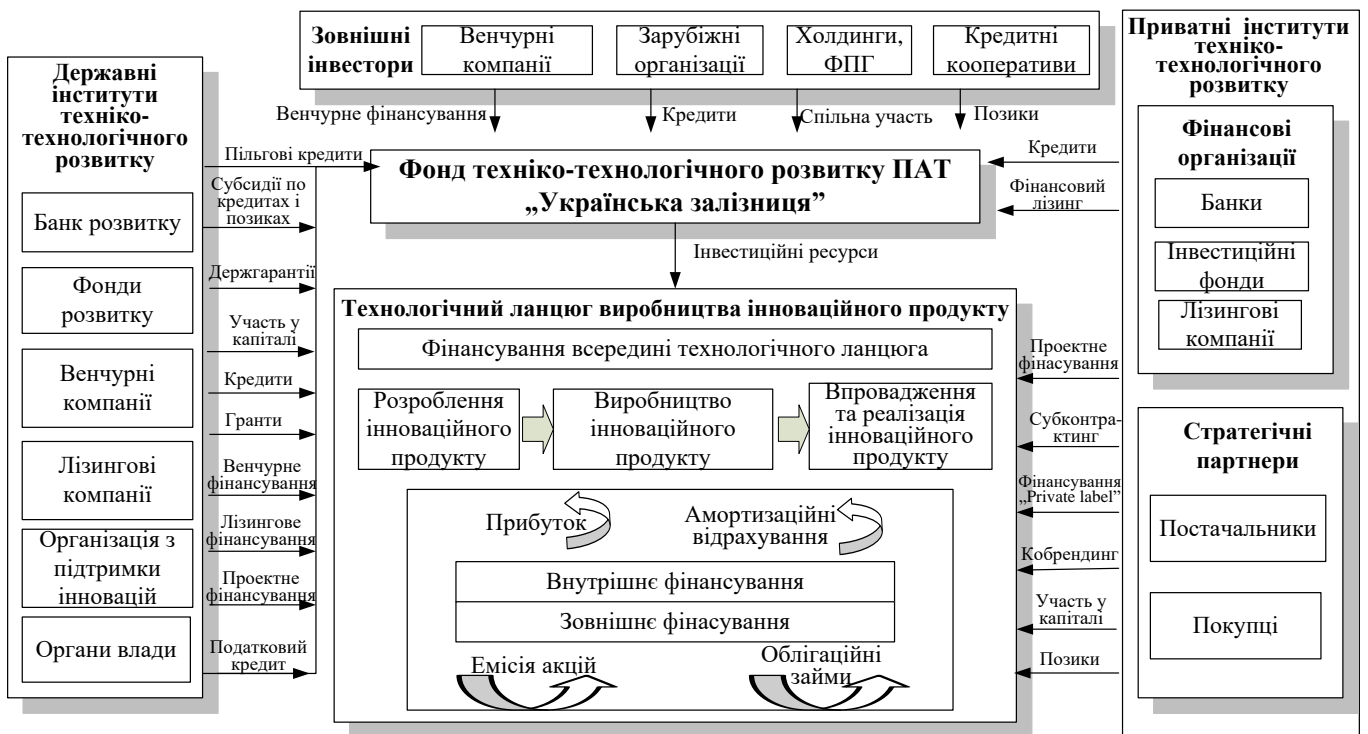 Зовнішні
інвестори
Венчурні
компанії
Зарубіжні
організації
Холдинги,
ФПГ
Кредитні
кооперативи
Венчурне фінансування
Кредити
Спільна участь
Позики
Державні
інститути
техніко-
технологічного
розвитку
Банк розвитку
Фонди
розвитку
Венчурні
компанії
Лізингові
компанії
Організація з
підтримки
інновацій
Органи влади
Пільгові кредити
Субсидії по
кредитах і
позиках
Держгарантії
Участь у
капіталі
Кредити
Гранти
Венчурне
фінансування
Лізингове
фінансування
Проектне
фінансування
Податковий
кредит
Фонд техніко-технологічного розвитку ПАТ
„Українська залізниця”
Інвестиційні ресурси
Технологічний ланцюг виробництва інноваційного продукту
Фінансування всередині технологічного ланцюга
Розроблення
інноваційного
продукту
Виробництво
інноваційного
продукту
Впровадження
та реалізація
інноваційного
продукту
Прибуток
Амортизаційні
відрахування
Внутрішнє фінансування
Зовнішнє фінасування
Емісія акцій
Облігаційні
займи
Кредити
Фінансовий
лізинг
Проектне
фінасування
Субконтра-
ктинг
Фінансування
„Private label”
Кобрендинг
Участь у
капіталі
Позики
Приватні інститути
техніко-
технологічного
розвитку
Фінансові
організації
Банки
Інвестиційні
фонди
Лізингові
компанії
Стратегічні
партнери
Постачальники
Покупці